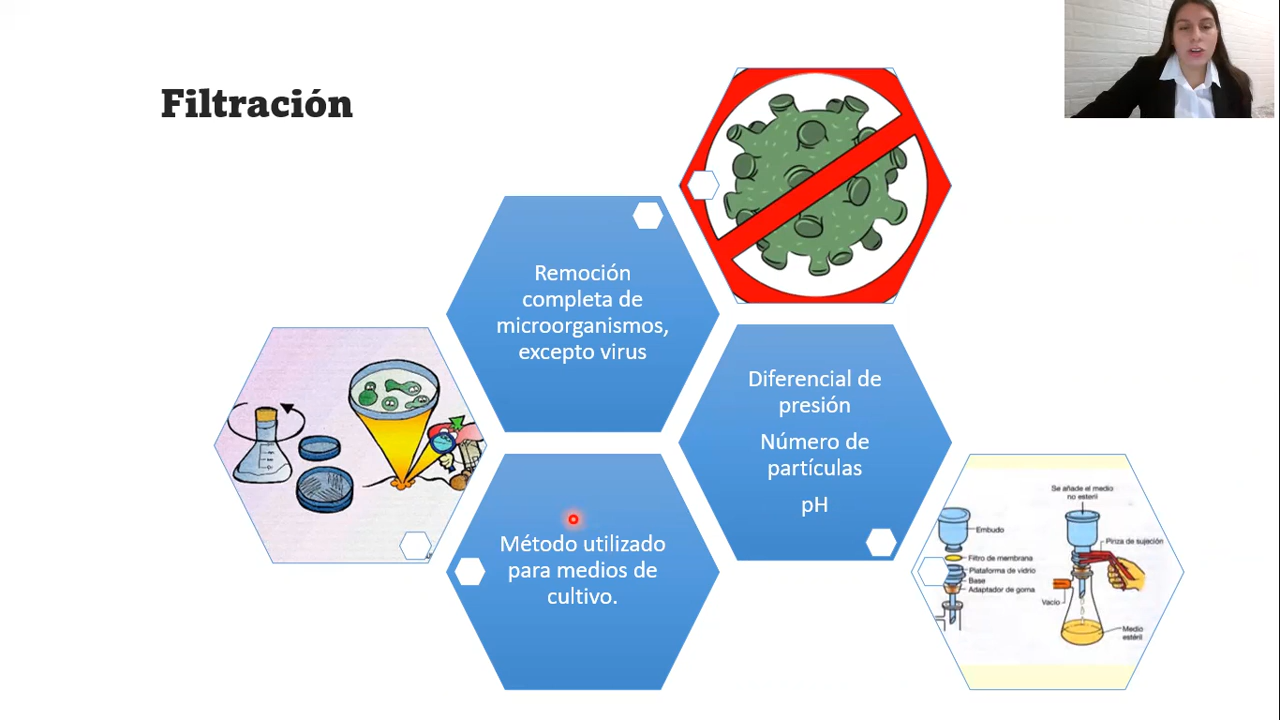 Filtración
Remoción
completa de
microorganismos,
excepto virus
Diferencial de
presión
Número de
partículas
pH
Método utilizado
para medios de
cultivo.
Se añade el medio
no esteril
Embudo
Filtro de membrana
Plataforma de vidrio
Base
Adaptador de goma
Pinza de sujeción
Vacío
Medio
estéril